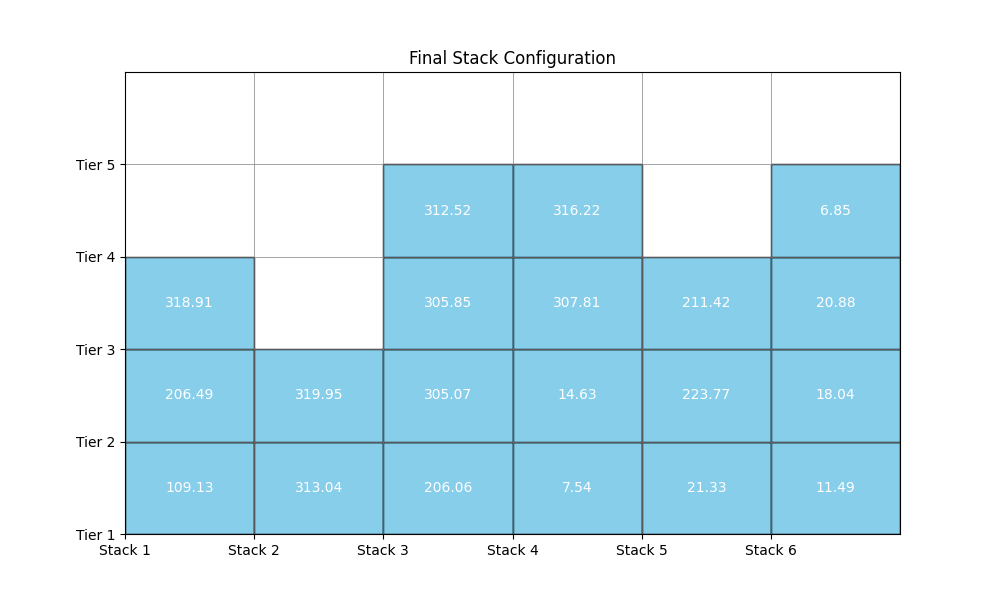 Final Stack Configuration
Tier 5
312.52 316.22 6.85
Tier 4
318.91 305.85 307.81 211.42 20.88
Tier 3
206.49 319.95 305.07 14.63 223.77 18.04
Tier 2
109.13 313.04 206.06 7.54 21.33 11.49
Tier 1
Stack 1 Stack 2 Stack 3 Stack 4 Stack 5 Stack 6